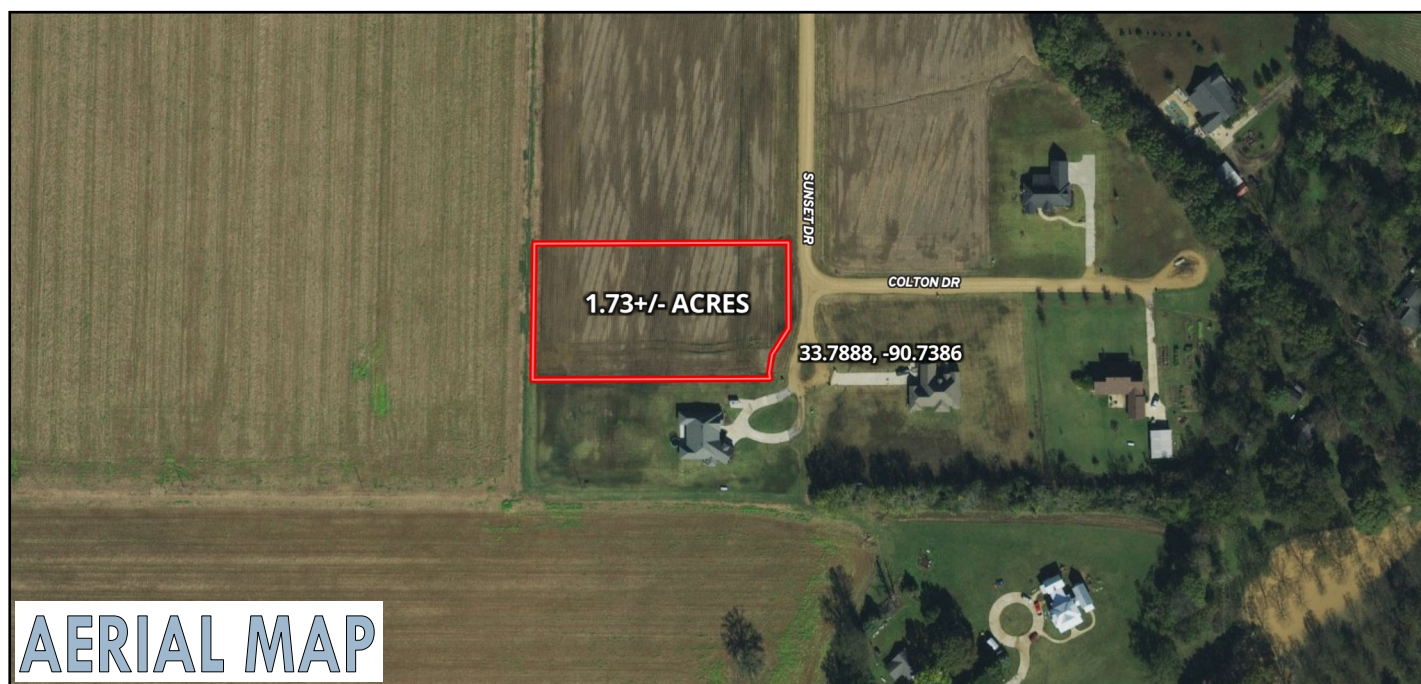 SUNSET DR
COLTON DR
1.73+/- ACRES
33.7888, -90.7386
AERIAL MAP